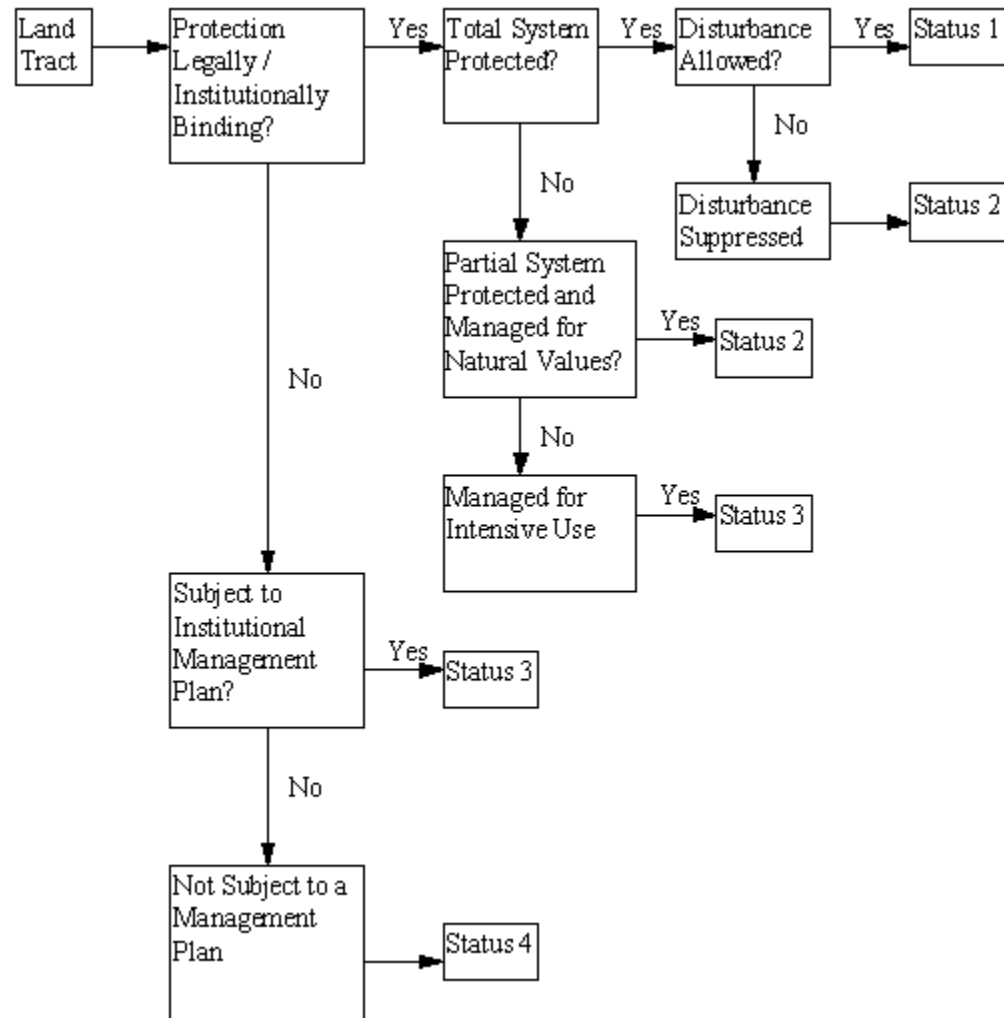 Land
Tract
Protection
Legally /
Institutionally
Binding?
Yes
Total System
Protected?
Yes
Disturbance
Allowed?
Yes
Status 1
No
Disturbance
Suppressed
Status 2
No
Partial System
Protected and
Managed for
Natural Values?
Yes
Status 2
No
Managed for
Intensive Use
Yes
Status 3
No
Subject to
Institutional
Management
Plan?
Yes
Status 3
No
Not Subject to a
Management
Plan
Status 4